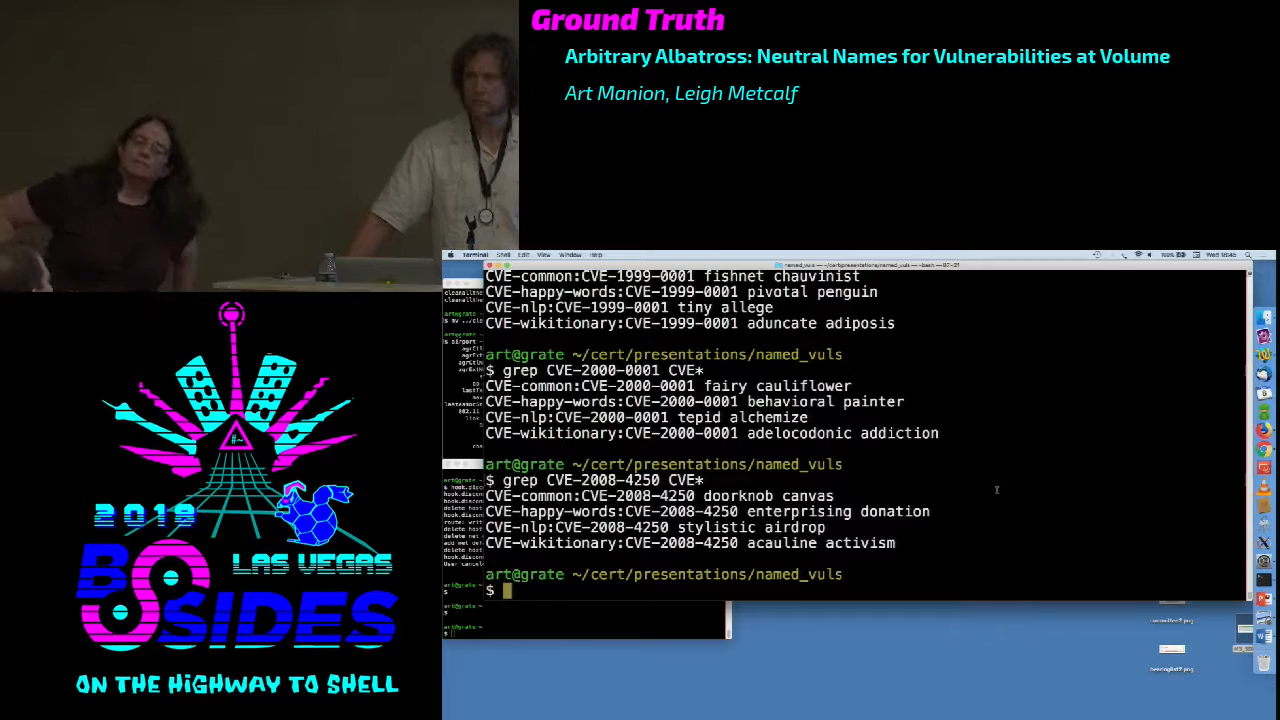 Ground Truth
Arbitrary Albatross: Neutral Names for Vulnerabilities at Volume
Art Manion, Leigh Metcalf
Terminal Shell Edit View Window Help
CVE-common:CVE-1999-0001 fishnet chauvinist
CVE-happy-words:CVE-1999-0001 pivotal penguin
CVE-nlp:CVE-1999-0001 tiny allege
CVE-wikitionary:CVE-1999-0001 aduncate adiposis
art@grate ~/cert/presentations/named_vuls
$ grep CVE-2000-0001 CVE*
CVE-common:CVE-2000-0001 fairy cauliflower
CVE-happy-words:CVE-2000-0001 behavioral painter
CVE-nlp:CVE-2000-0001 tepid alchemize
CVE-wikitionary:CVE-2000-0001 adelocodonic addiction
art@grate ~/cert/presentations/named_vuls
$ grep CVE-2008-4250 CVE*
CVE-common:CVE-2008-4250 doorknob canvas
CVE-happy-words:CVE-2008-4250 enterprising donation
CVE-nlp:CVE-2008-4250 stylistic airdrop
CVE-wikitionary:CVE-2008-4250 acauline activism
art@grate ~/cert/presentations/named_vuls
$
#~
2019
LAS VEGAS
BSIDES
ON THE HIGHWAY TO SHELL